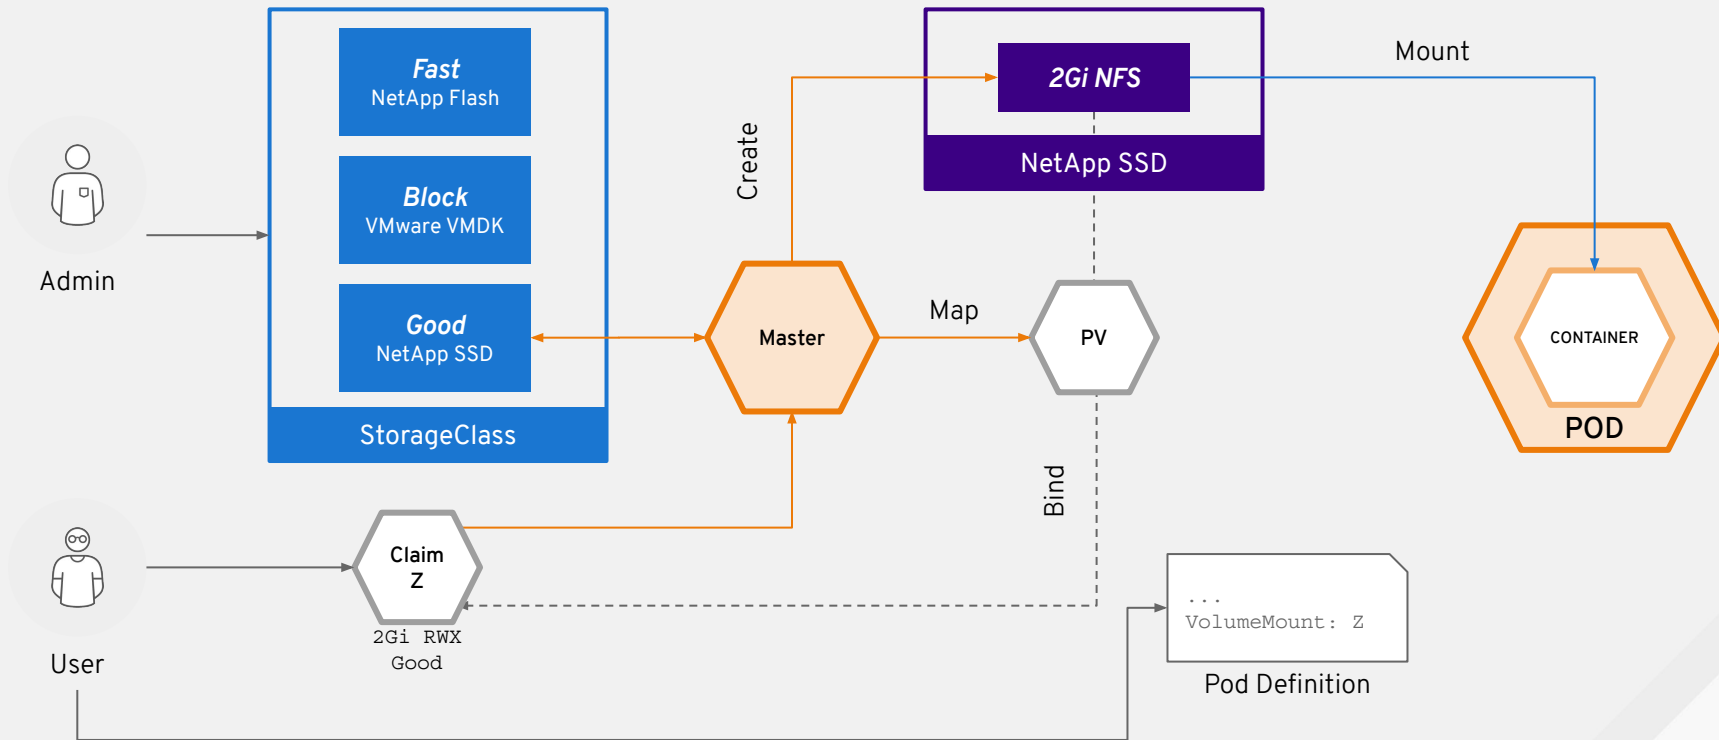 Fast
NetApp Flash
Block
VMware VMDK
Good
NetApp SSD
StorageClass
Admin
User
Claim
Z
2Gi RWX
Good
Master
Create
Map
2Gi NFS
NetApp SSD
PV
Bind
Mount
CONTAINER
POD
...
VolumeMount: Z
Pod Definition